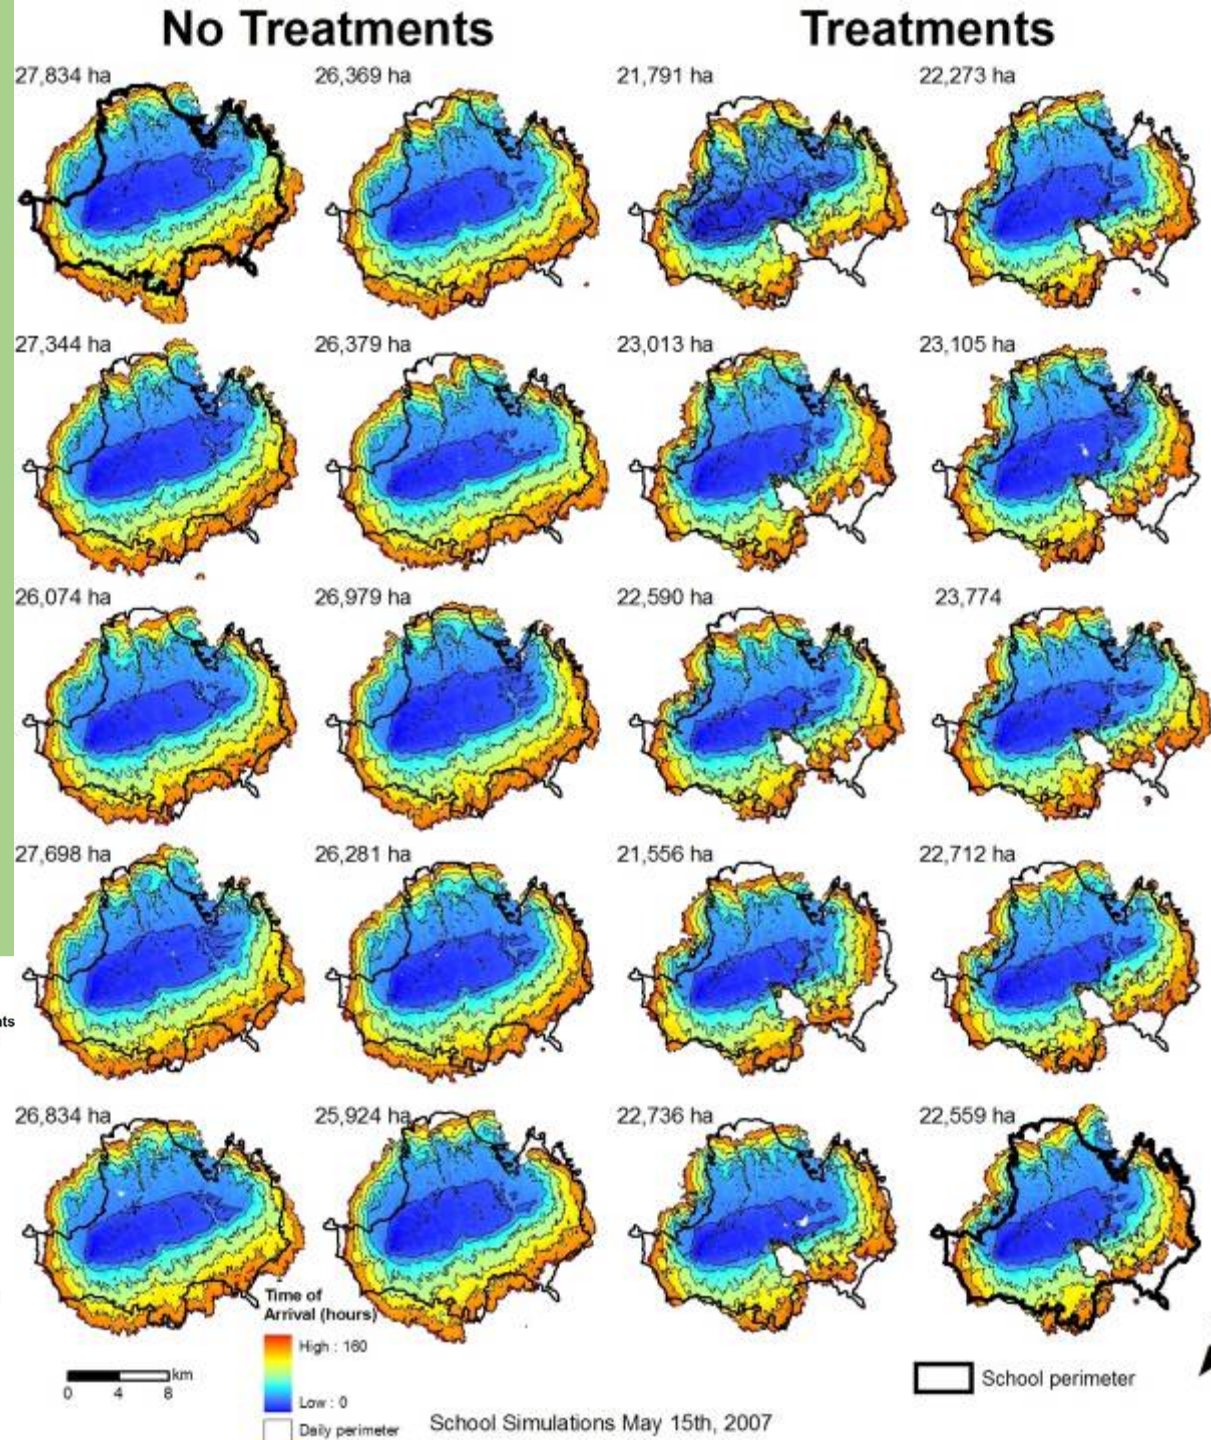 No Treatments Treatments
27,834 ha 26,369 ha 21,791 ha 22,273 ha
27,344 ha 26,379 ha 23,013 ha 23,105 ha
26,074 ha 26,979 ha 22,590 ha 23,774
27,698 ha 26,281 ha 21,556 ha 22,712 ha
26,834 ha 25,924 ha 22,736 ha 22,559 ha
Time of
Arrival (hours)
High : 160
Low : 0
Daily perimeter
km
0 4 8
School perimeter
School Simulations May 15th, 2007